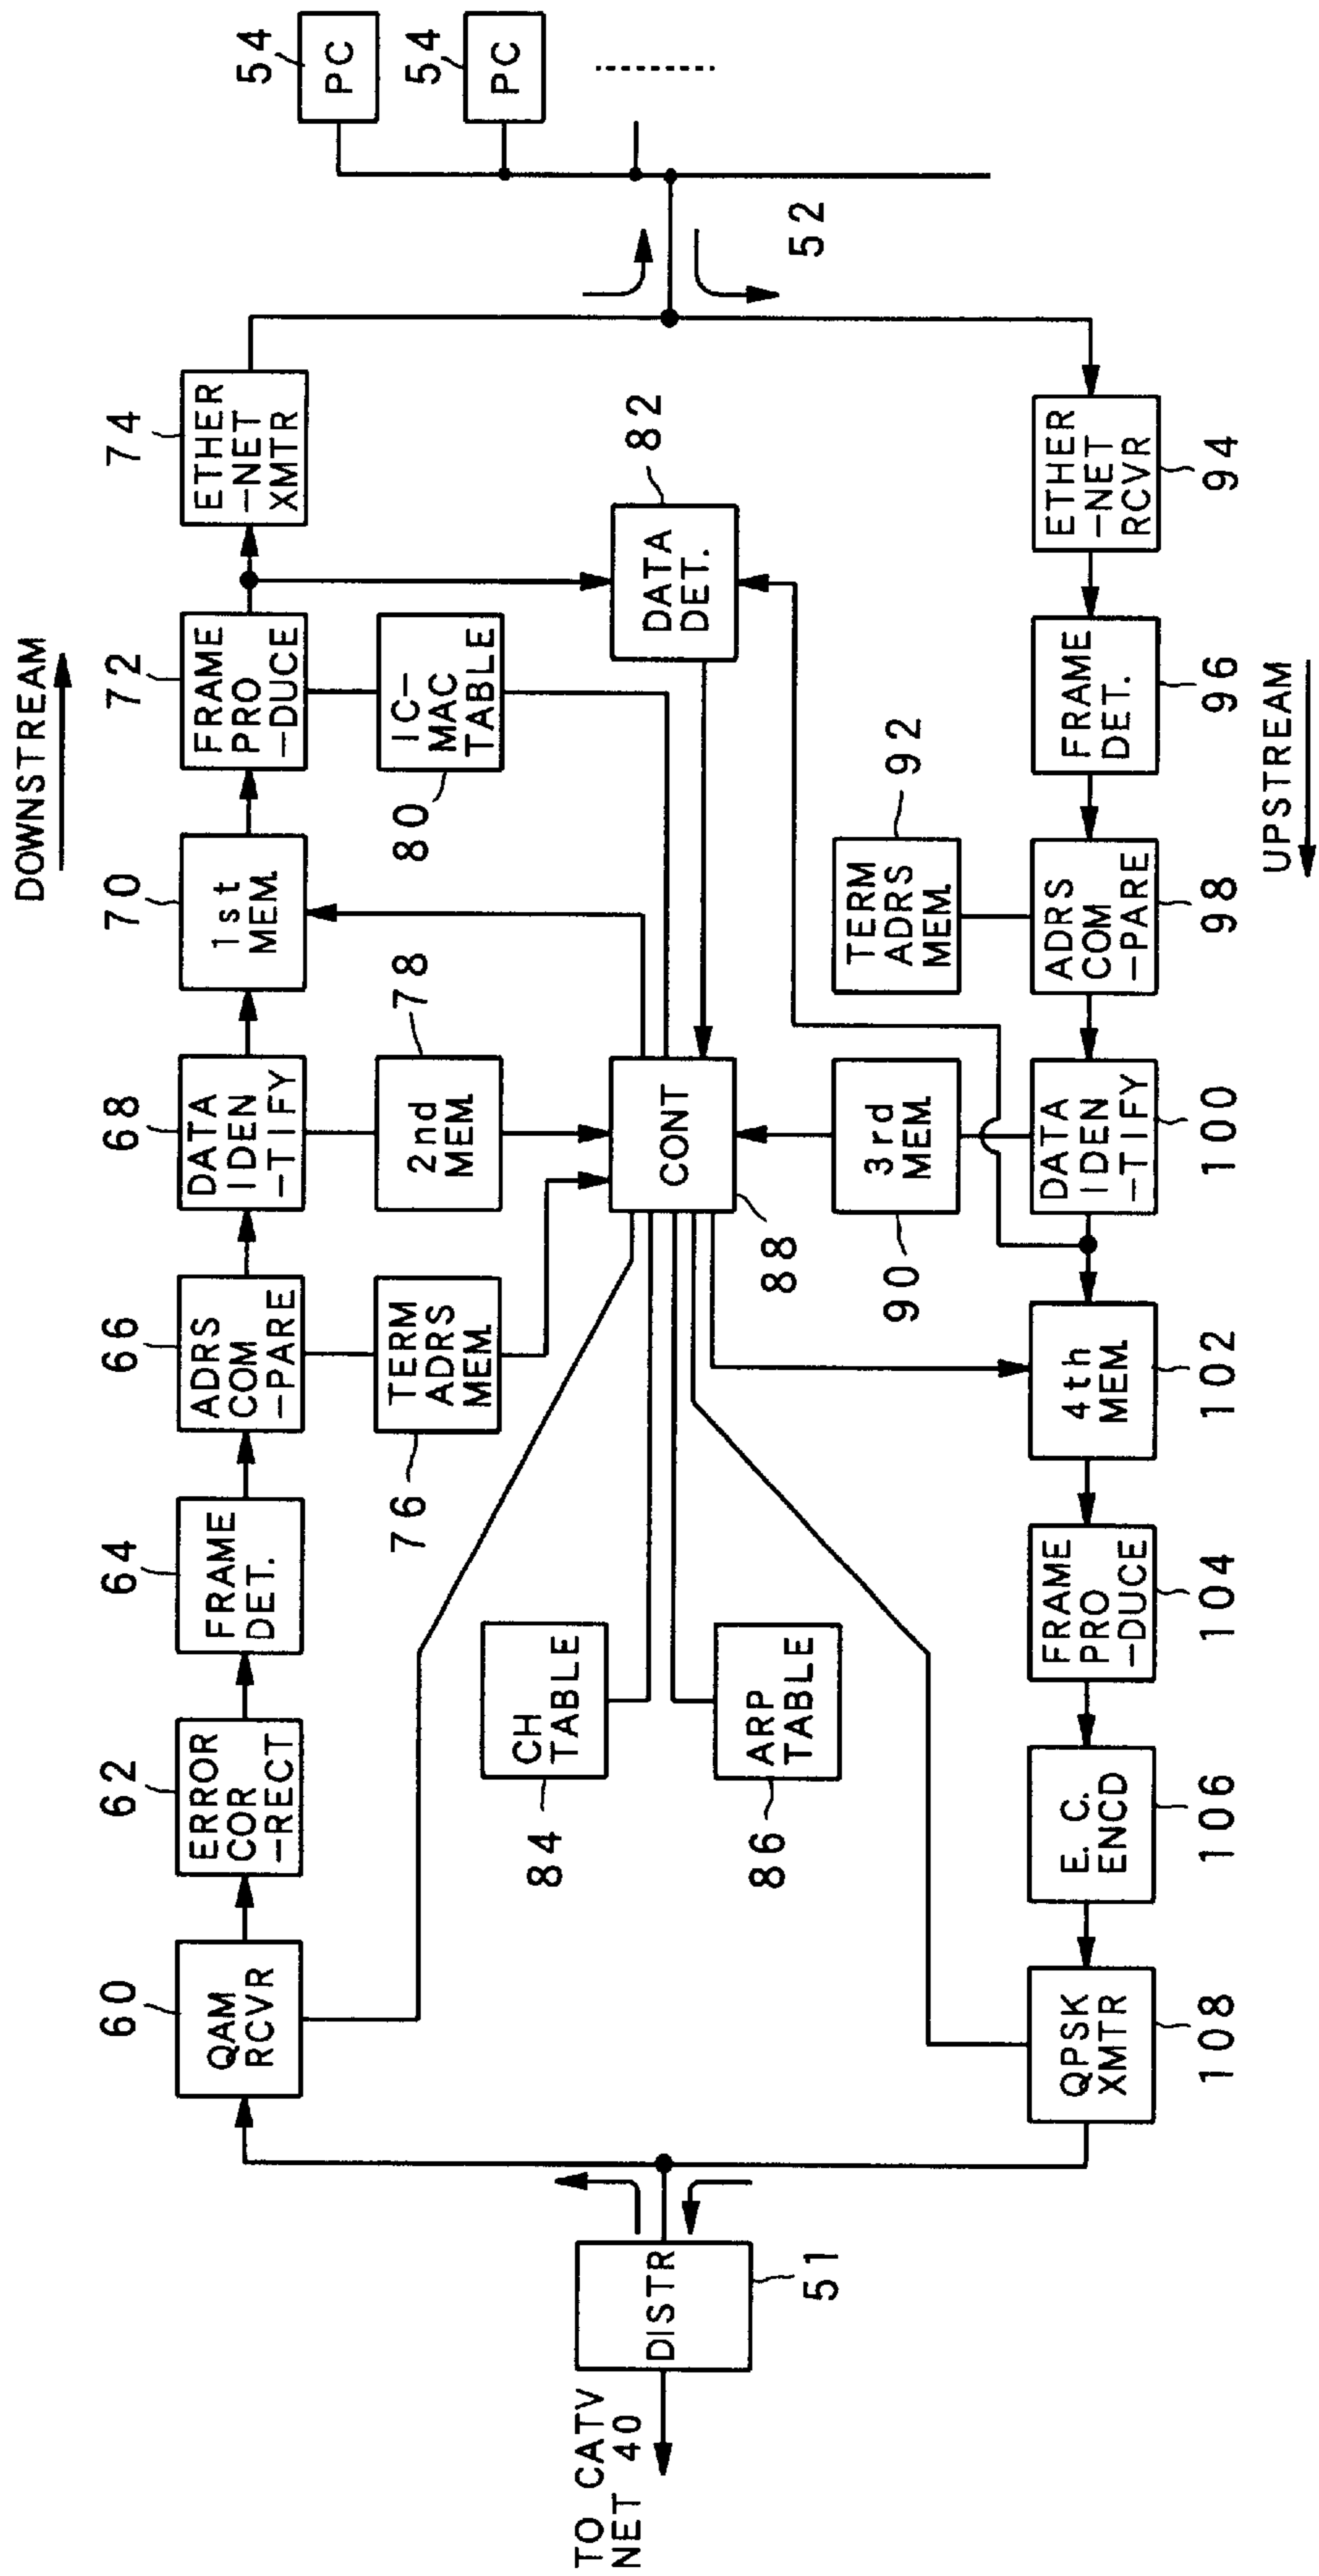 DOWNSTREAM
60
QAM
RCVR
62
ERROR
COR
-RECT
64
FRAME
DET.
66
ADRS
COM
-PARE
68
DATA
IDEN
-TIFY
70
1st
MEM.
72
FRAME
PRO
-DUCE
74
ETHER
-NET
XMTR
54
PC
54
PC
76
TERM
ADRS
MEM.
78
2nd
MEM.
80
IC-
MAC
TABLE
82
DATA
DET.
52
84
CH
TABLE
TO CATV
NET 40
DISTR
51
CONT
88
86
ARP
TABLE
90
3rd
MEM.
92
TERM
ADRS
MEM.
QPSK
XMTR
108
E. C.
ENCD
106
FRAME
PRO
-DUCE
104
4th
MEM.
102
DATA
IDEN
-TIFY
100
ADRS
COM
-PARE
98
FRAME
DET.
96
ETHER
-NET
RCVR
94
UPSTREAM